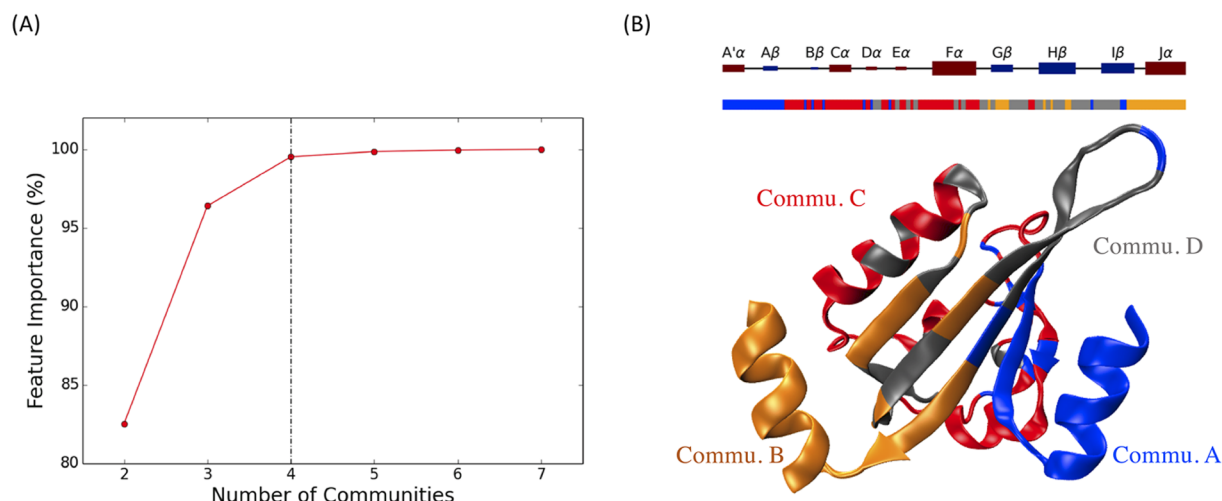 (A)
Feature Importance (%)
100
95
90
85
80
2 3 4 5 6 7
Number of Communities
(B)
A'α Aβ Bβ Cα Dα Eα Fα Gβ Hβ Iβ Jα
Commu. C
Commu. D
Commu. B
Commu. A